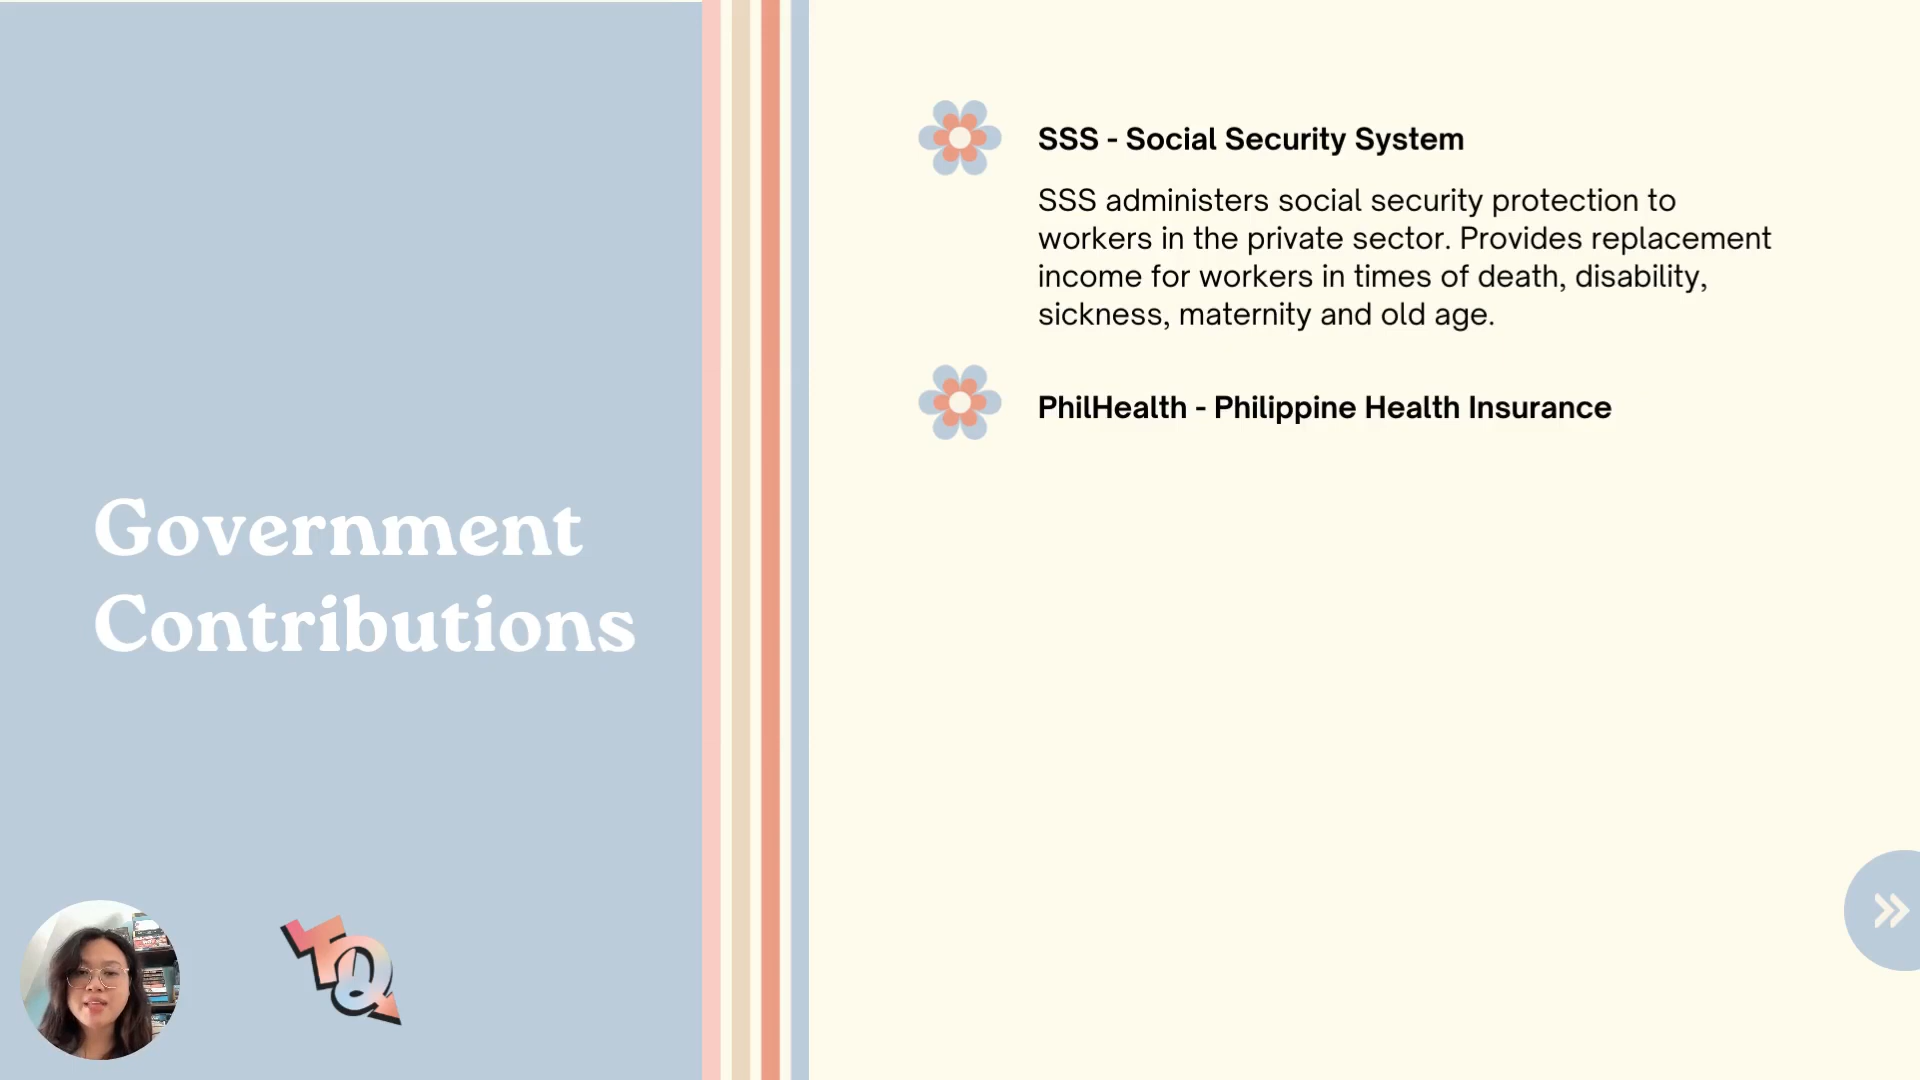 Government
Contributions
SSS - Social Security System
SSS administers social security protection to
workers in the private sector. Provides replacement
income for workers in times of death, disability,
sickness, maternity and old age.
PhilHealth - Philippine Health Insurance
TQ